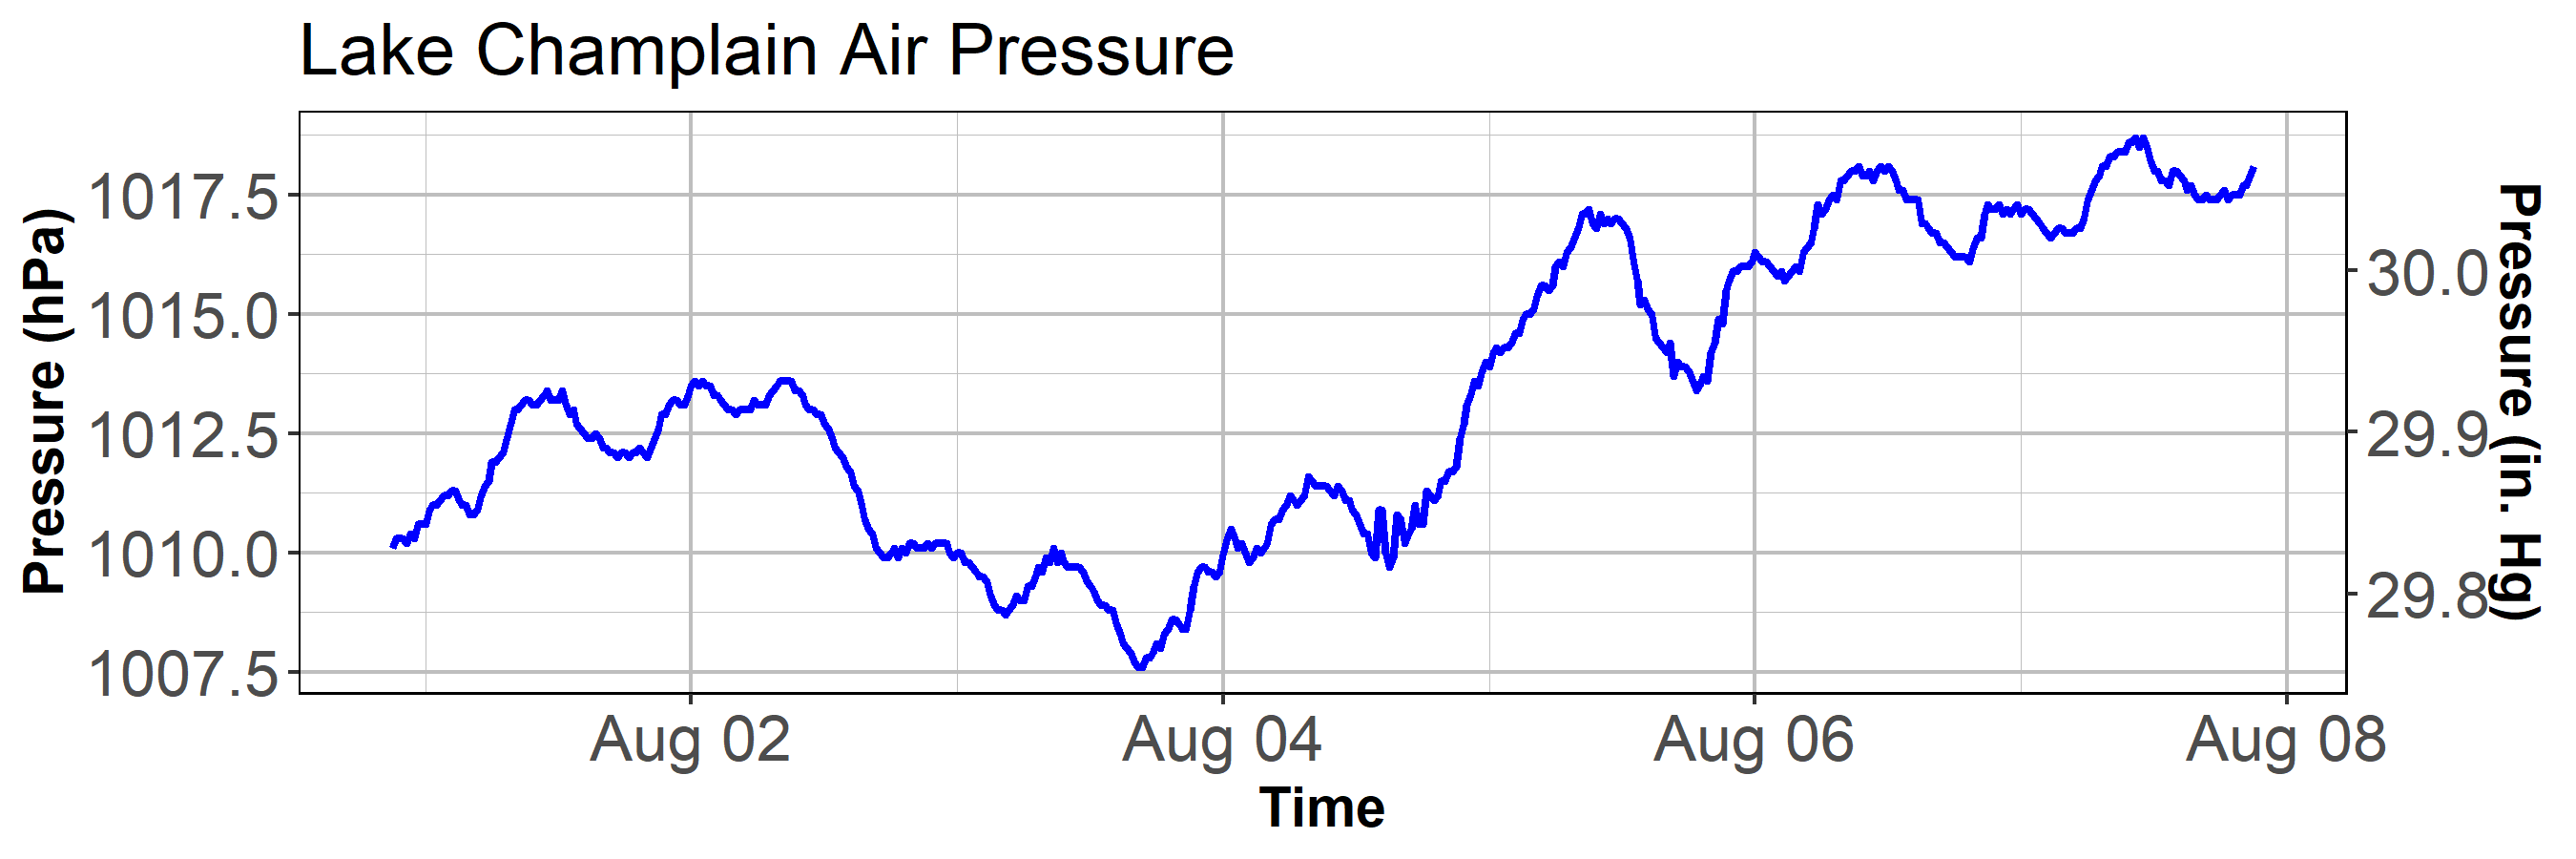 Lake Champlain Air Pressure
Pressure (hPa)
1017.5
1015.0
1012.5
1010.0
1007.5
30.0
29.9
29.8
Pressure (in. Hg)
Aug 02 Aug 04 Aug 06 Aug 08
Time